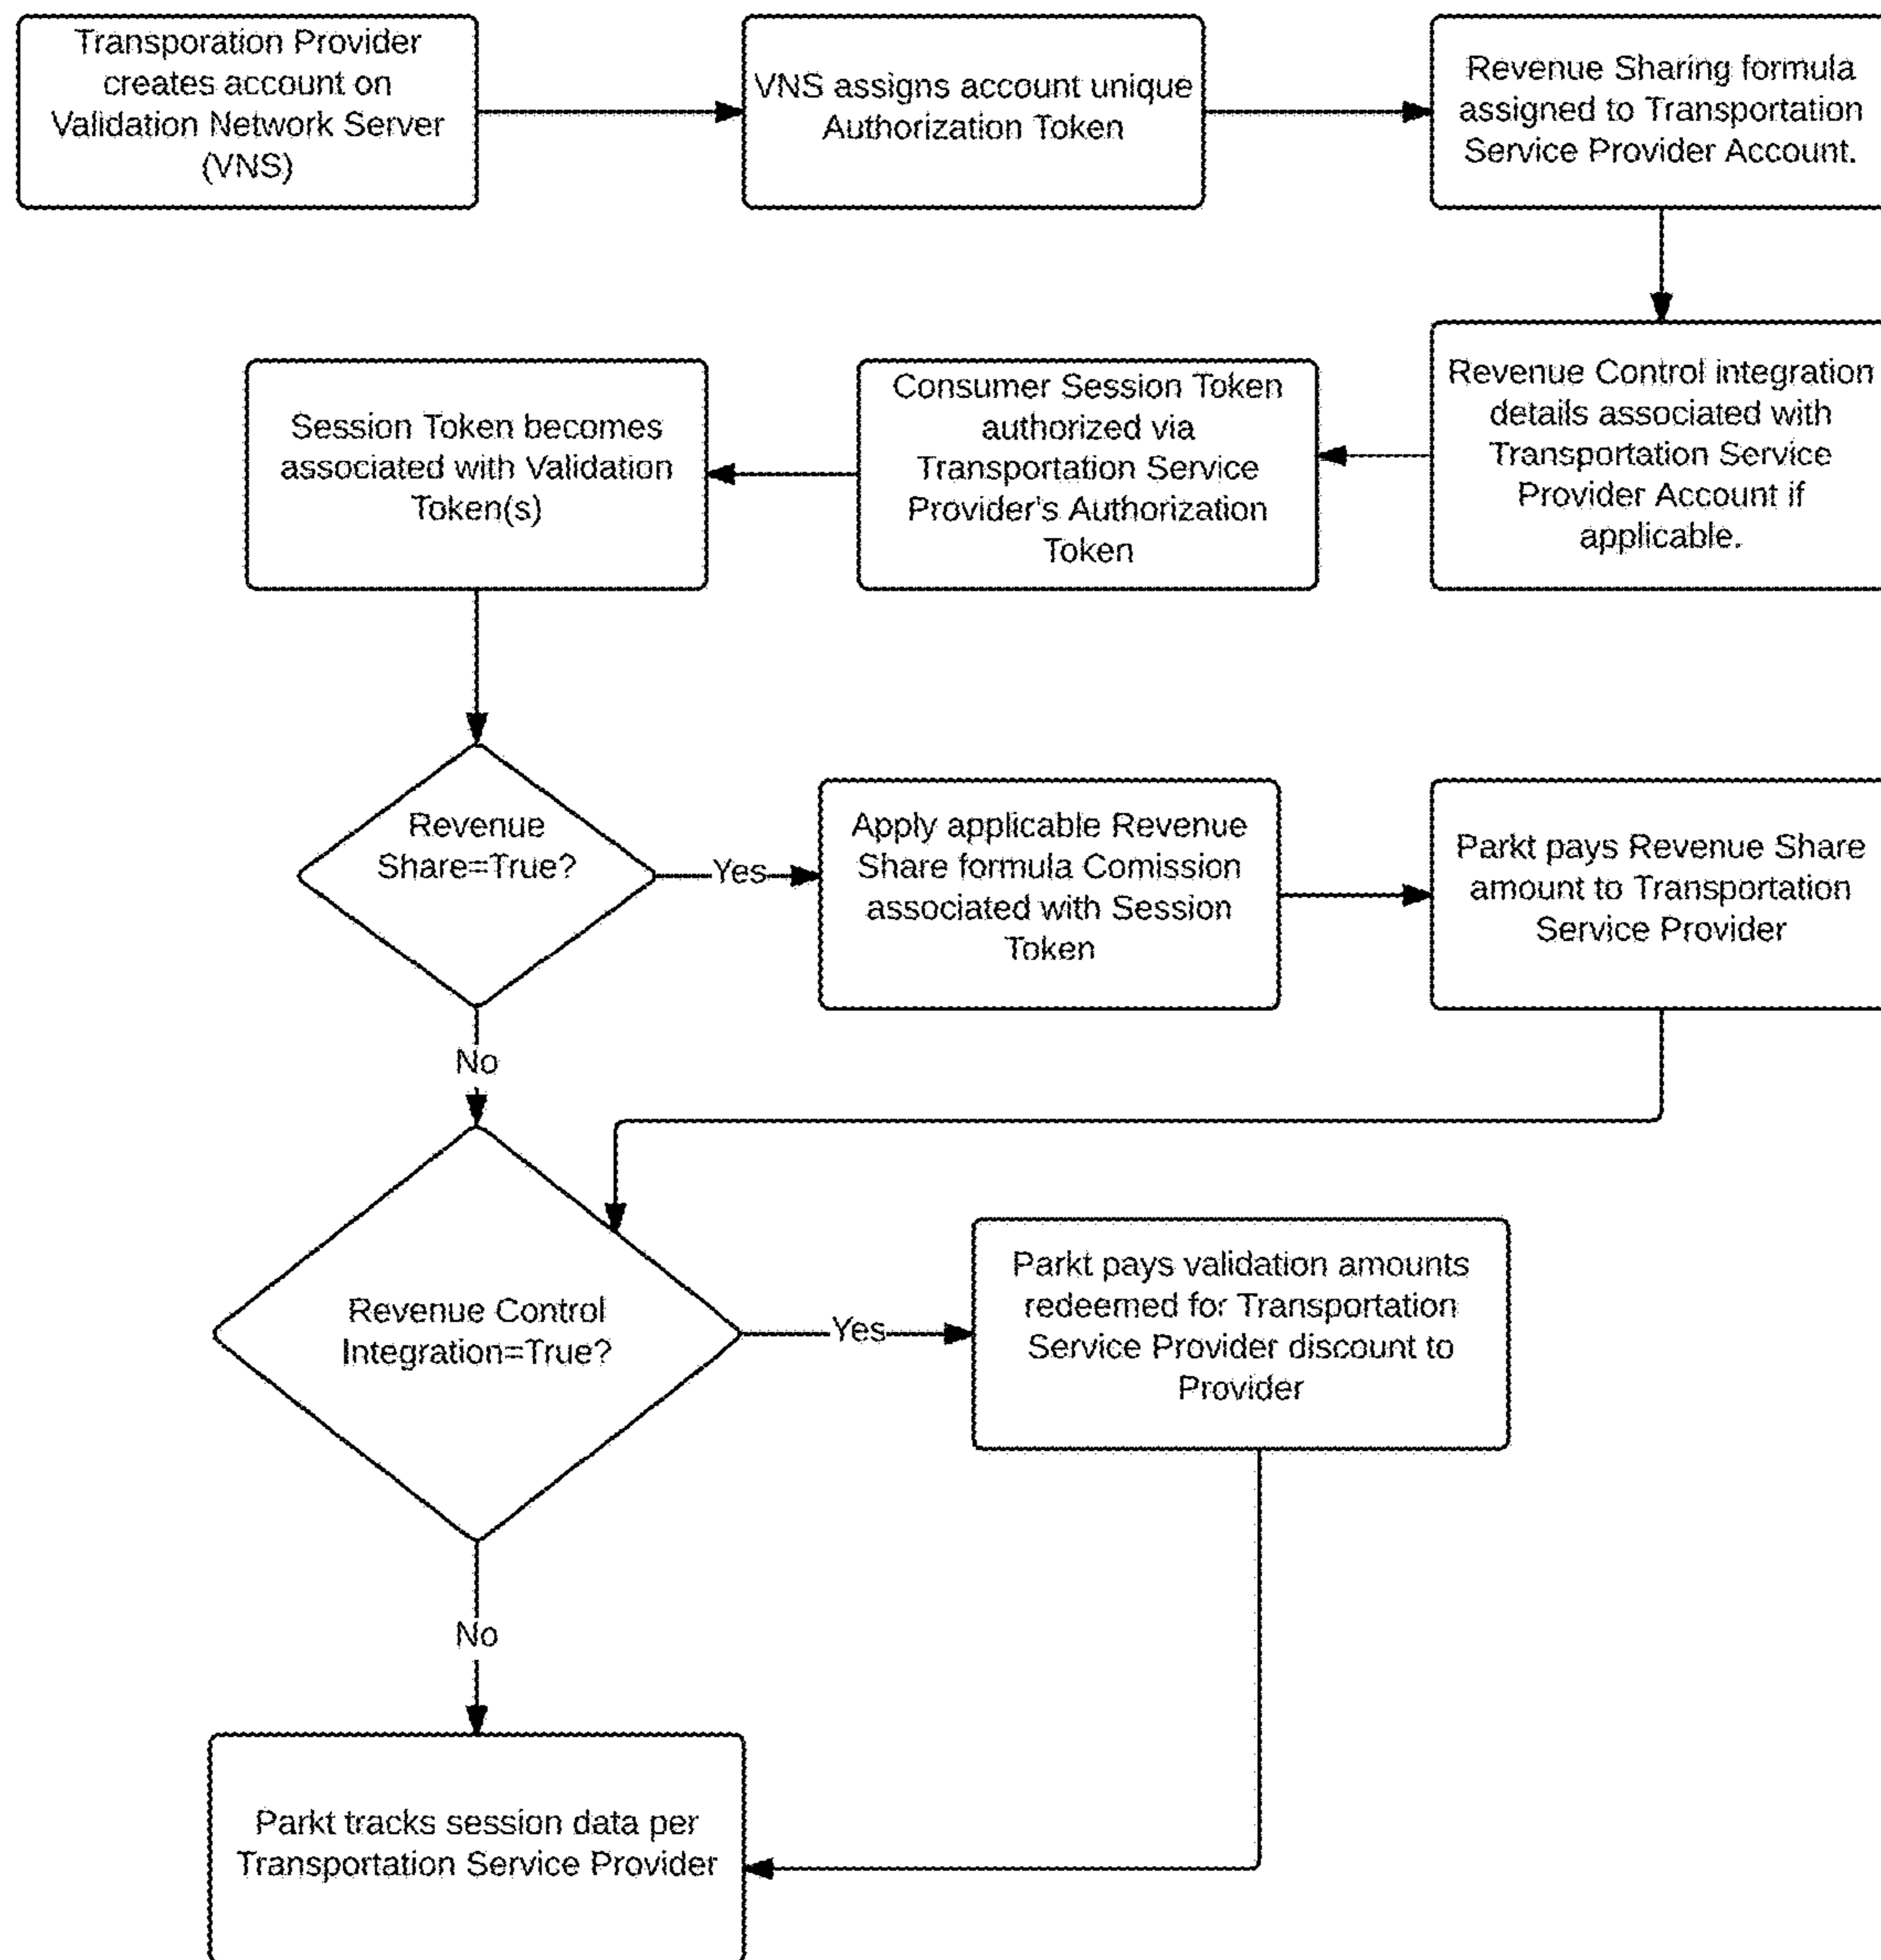 Transporation Provider
creates account on
Validation Network Server
(VNS)
VNS assigns account unique
Authorization Token
Revenue Sharing formula
assigned to Transportation
Service Provider Account.
Revenue Control integration
details associated with
Transportation Service
Provider Account if
applicable.
Consumer Session Token
authorized via
Transportation Service
Provider's Authorization
Token
Session Token becomes
associated with Validation
Token(s)
Revenue
Share=True?
Yes
Apply applicable Revenue
Share formula Comission
associated with Session
Token
Parkt pays Revenue Share
amount to Transportation
Service Provider
No
Revenue Control
Integration=True?
Yes
Parkt pays validation amounts
redeemed for Transportation
Service Provider discount to
Provider
No
Parkt tracks session data per
Transportation Service Provider